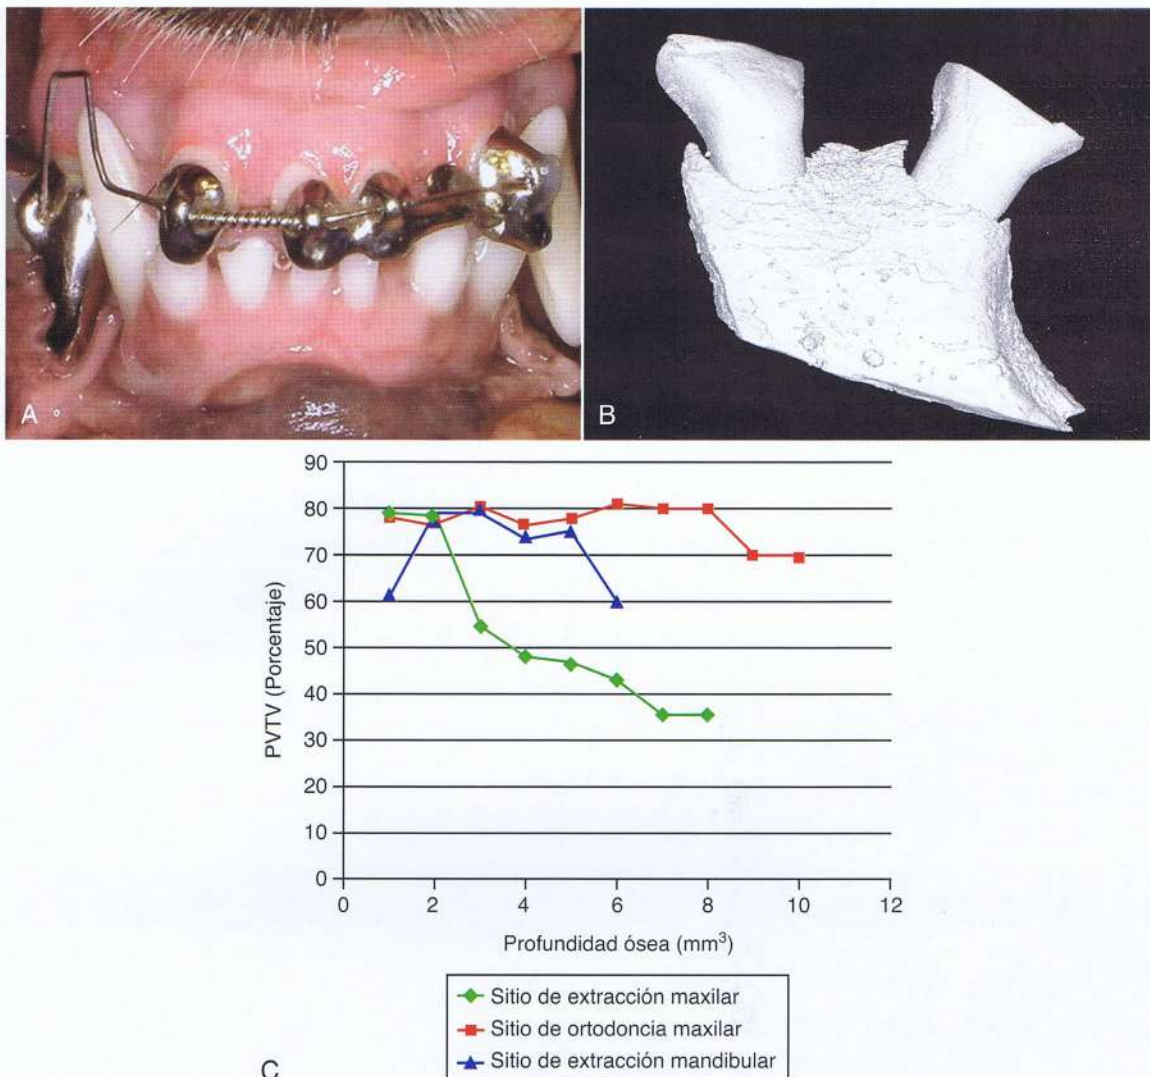 A
B
90
80
70
60
50
40
30
20
10
0
PVTV (Porcentaje)
0 2 4 6 8 10 12
Profundidad ósea (mm³)
Sitio de extracción maxilar
Sitio de ortodoncia maxilar
Sitio de extracción mandibular
C